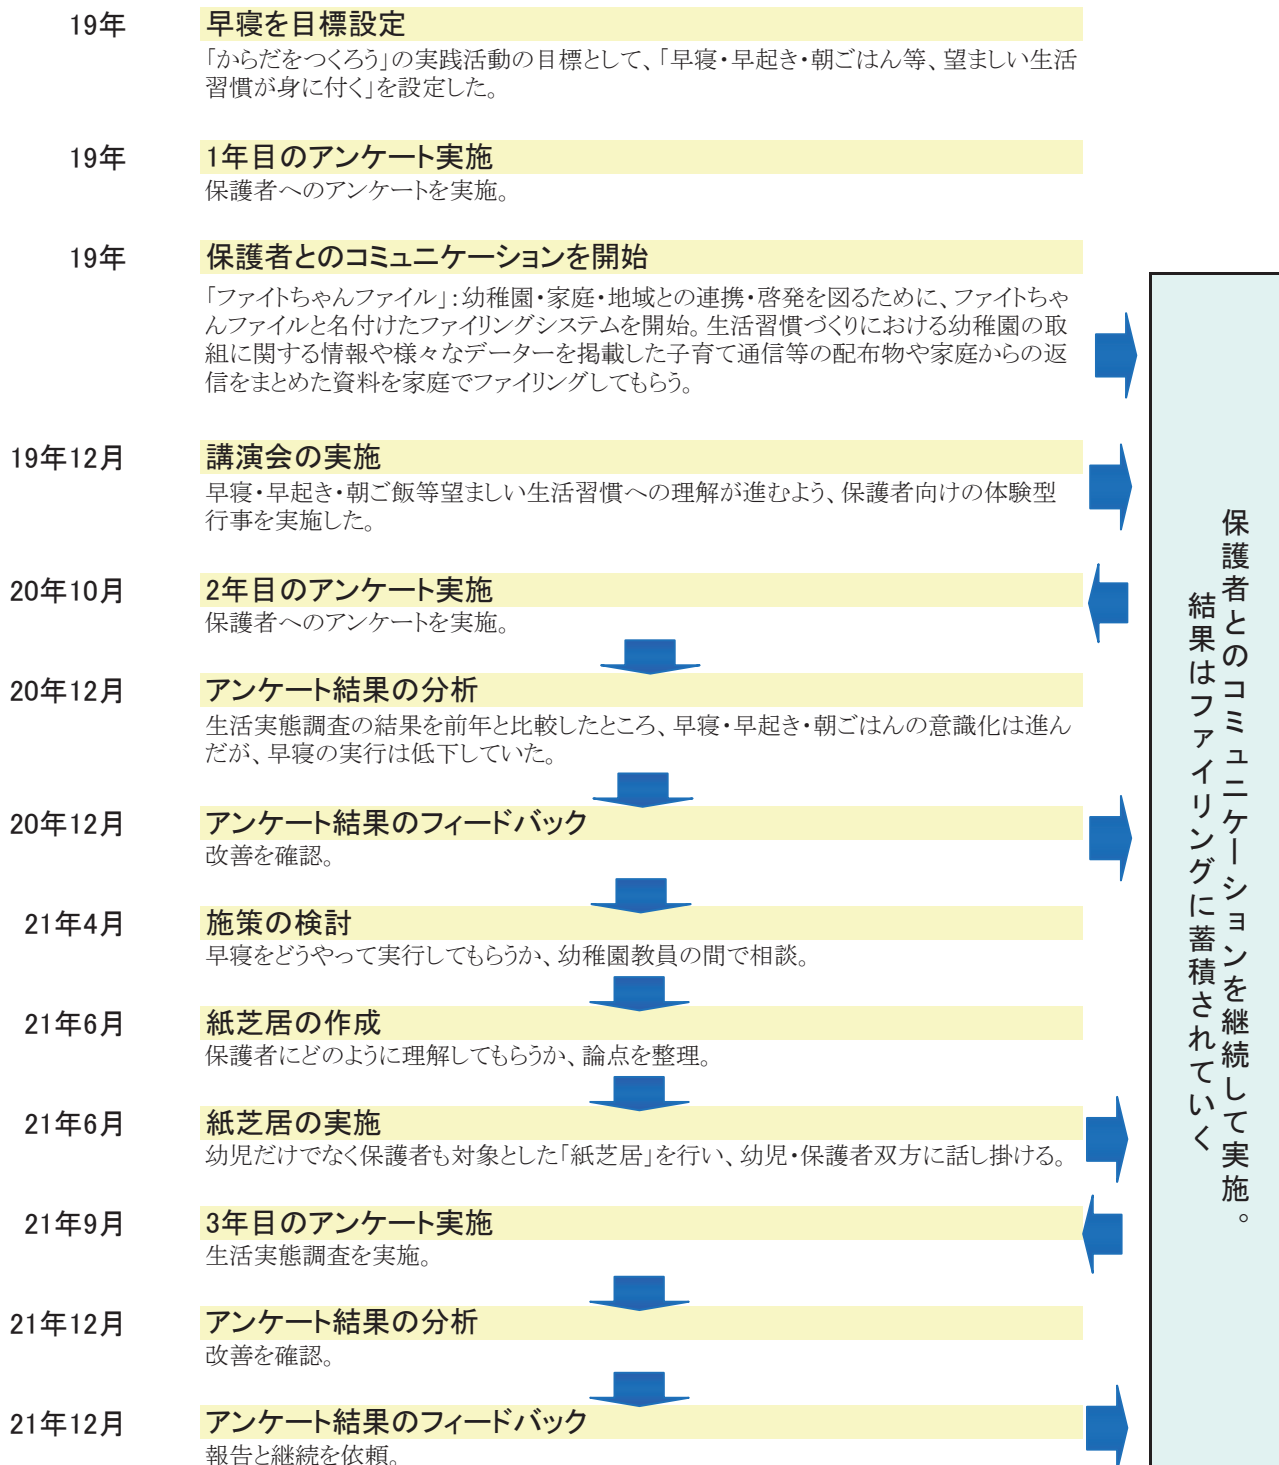 19年 早寝を目標設定
「からだをつくろう」の実践活動の目標として、「早寝・早起き・朝ごはん等、望ましい生活
習慣が身に付く」を設定した。
19年 1年目のアンケート実施
保護者へのアンケートを実施。
19年 保護者とのコミュニケーションを開始
「ファイトちゃんファイル」：幼稚園・家庭・地域との連携・啓発を図るために、ファイトちゃ
んファイルと名付けたファイリングシステムを開始。生活習慣づくりにおける幼稚園の取
組に関する情報や様々なデーターを掲載した子育て通信等の配布物や家庭からの返
信をまとめた資料を家庭でファイリングしてもらう。
19年12月 講演会の実施
早寝・早起き・朝ご飯等望ましい生活習慣への理解が進むよう、保護者向けの体験型
行事を実施した。
20年10月 2年目のアンケート実施
保護者へのアンケートを実施。
20年12月 アンケート結果の分析
生活実態調査の結果を前年と比較したところ、早寝・早起き・朝ごはんの意識化は進ん
だが、早寝の実行は低下していた。
20年12月 アンケート結果のフィードバック
改善を確認。
21年4月 施策の検討
早寝をどうやって実行してもらうか、幼稚園教員の間で相談。
21年6月 紙芝居の作成
保護者にどのように理解してもらうか、論点を整理。
21年6月 紙芝居の実施
幼児だけでなく保護者も対象とした「紙芝居」を行い、幼児・保護者双方に話し掛ける。
21年9月 3年目のアンケート実施
生活実態調査を実施。
21年12月 アンケート結果の分析
改善を確認。
21年12月 アンケート結果のフィードバック
報告と継続を依頼。
保護者とのコミュニケーションを継続して実施。
結果はファイリングに蓄積されていく